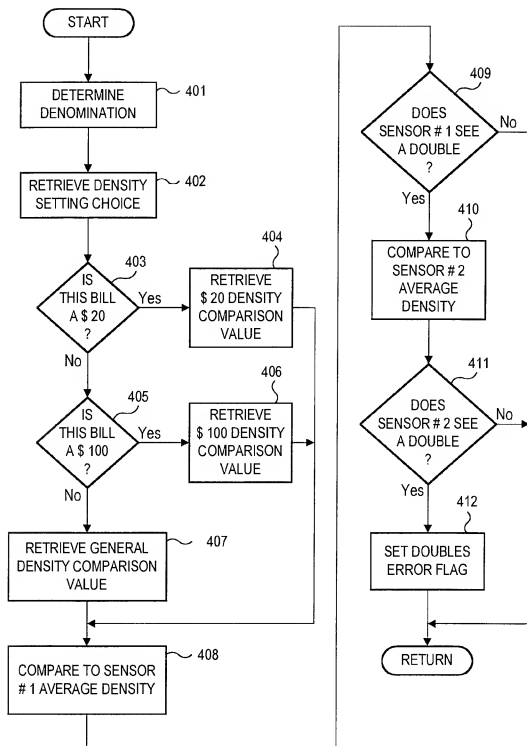 START
DETERMINE
DENOMINATION
401
RETRIEVE DENSITY
SETTING CHOICE
402
403
IS
THIS BILL
A $ 20
?
Yes
No
404
RETRIEVE
$ 20 DENSITY
COMPARISON
VALUE
405
IS
THIS BILL
A $ 100
?
Yes
No
406
RETRIEVE
$ 100 DENSITY
COMPARISON
VALUE
RETRIEVE GENERAL
DENSITY COMPARISON
VALUE
407
408
COMPARE TO SENSOR
# 1 AVERAGE DENSITY
409
DOES
SENSOR # 1 SEE
A DOUBLE
?
No
Yes
410
COMPARE TO
SENSOR # 2
AVERAGE
DENSITY
411
DOES
SENSOR # 2 SEE
A DOUBLE
?
No
Yes
412
SET DOUBLES
ERROR FLAG
RETURN